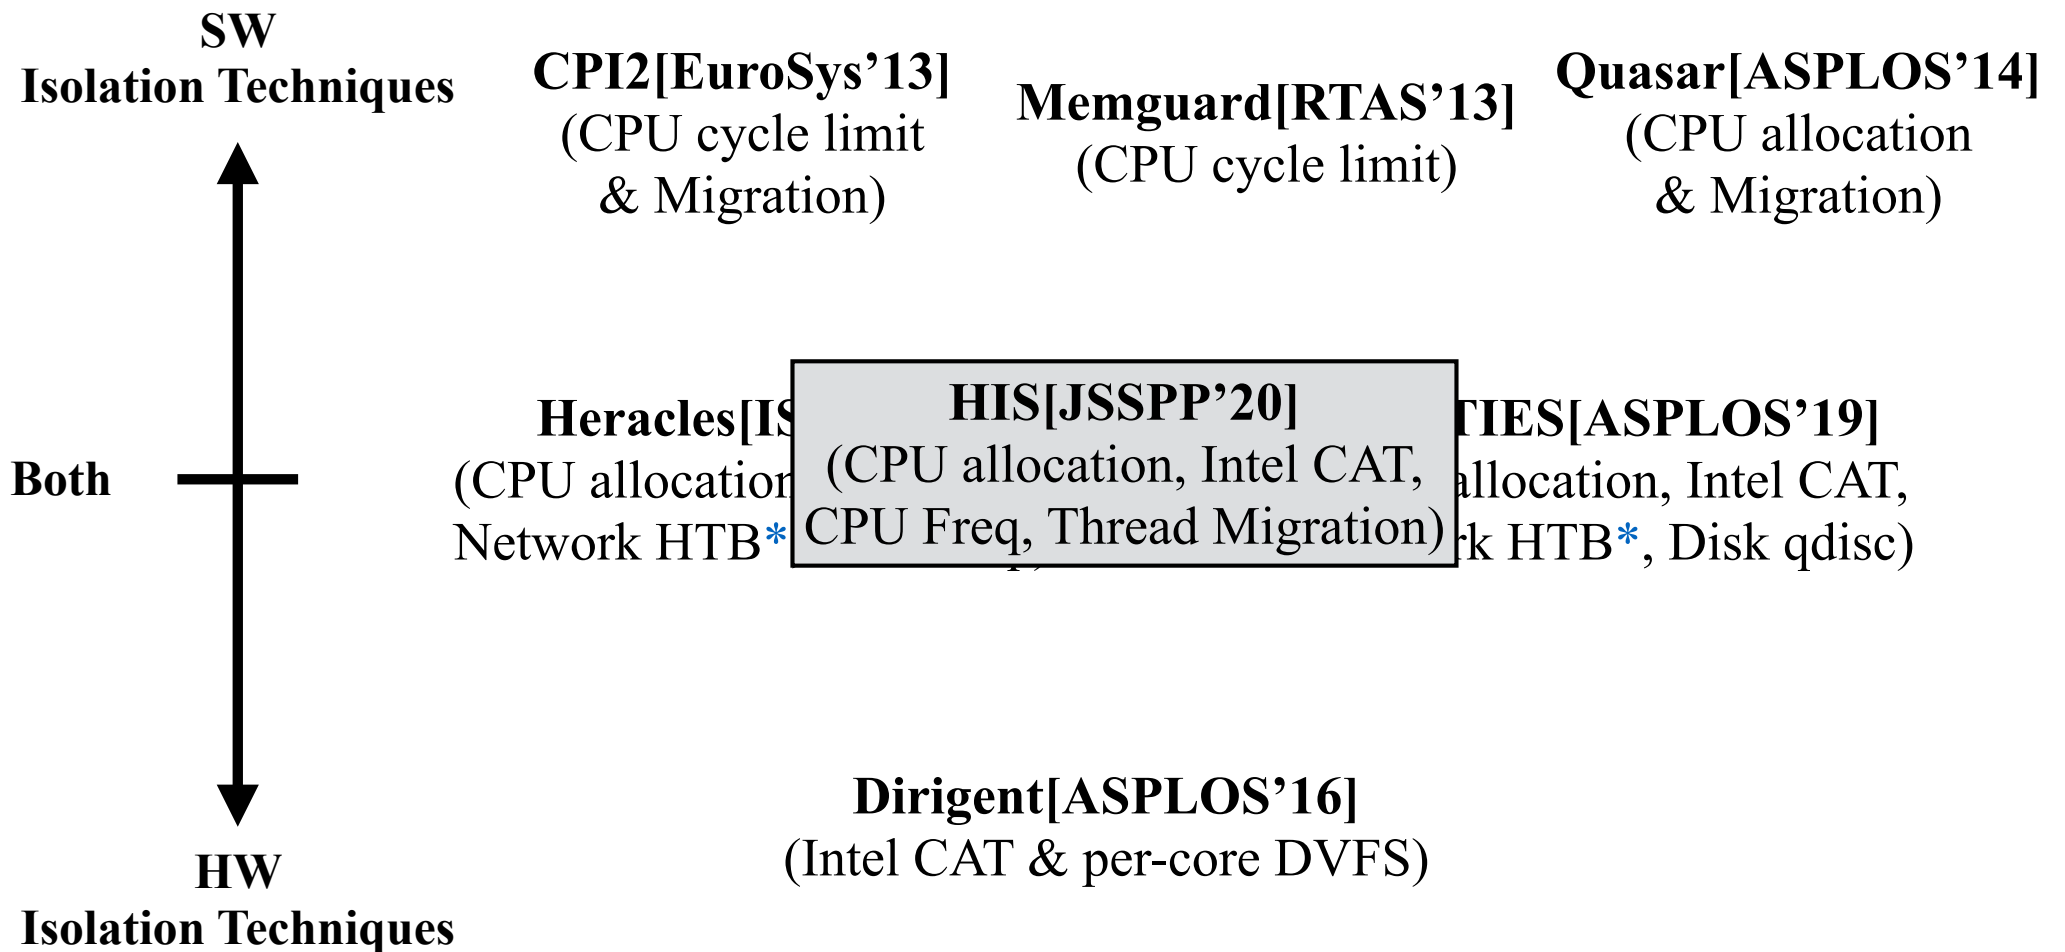 SW
Isolation Techniques
CPI2[EuroSys’13]
(CPU cycle limit
& Migration)
Memguard[RTAS’13]
(CPU cycle limit)
Quasar[ASPLOS’14]
(CPU allocation
& Migration)
Both
Heracles[IS
(CPU allocation
Network HTB*
HIS[JSSPP’20]
(CPU allocation, Intel CAT,
CPU Freq, Thread Migration)
TIES[ASPLOS’19]
allocation, Intel CAT,
rk HTB*, Disk qdisc)
Dirigent[ASPLOS’16]
(Intel CAT & per-core DVFS)
HW
Isolation Techniques